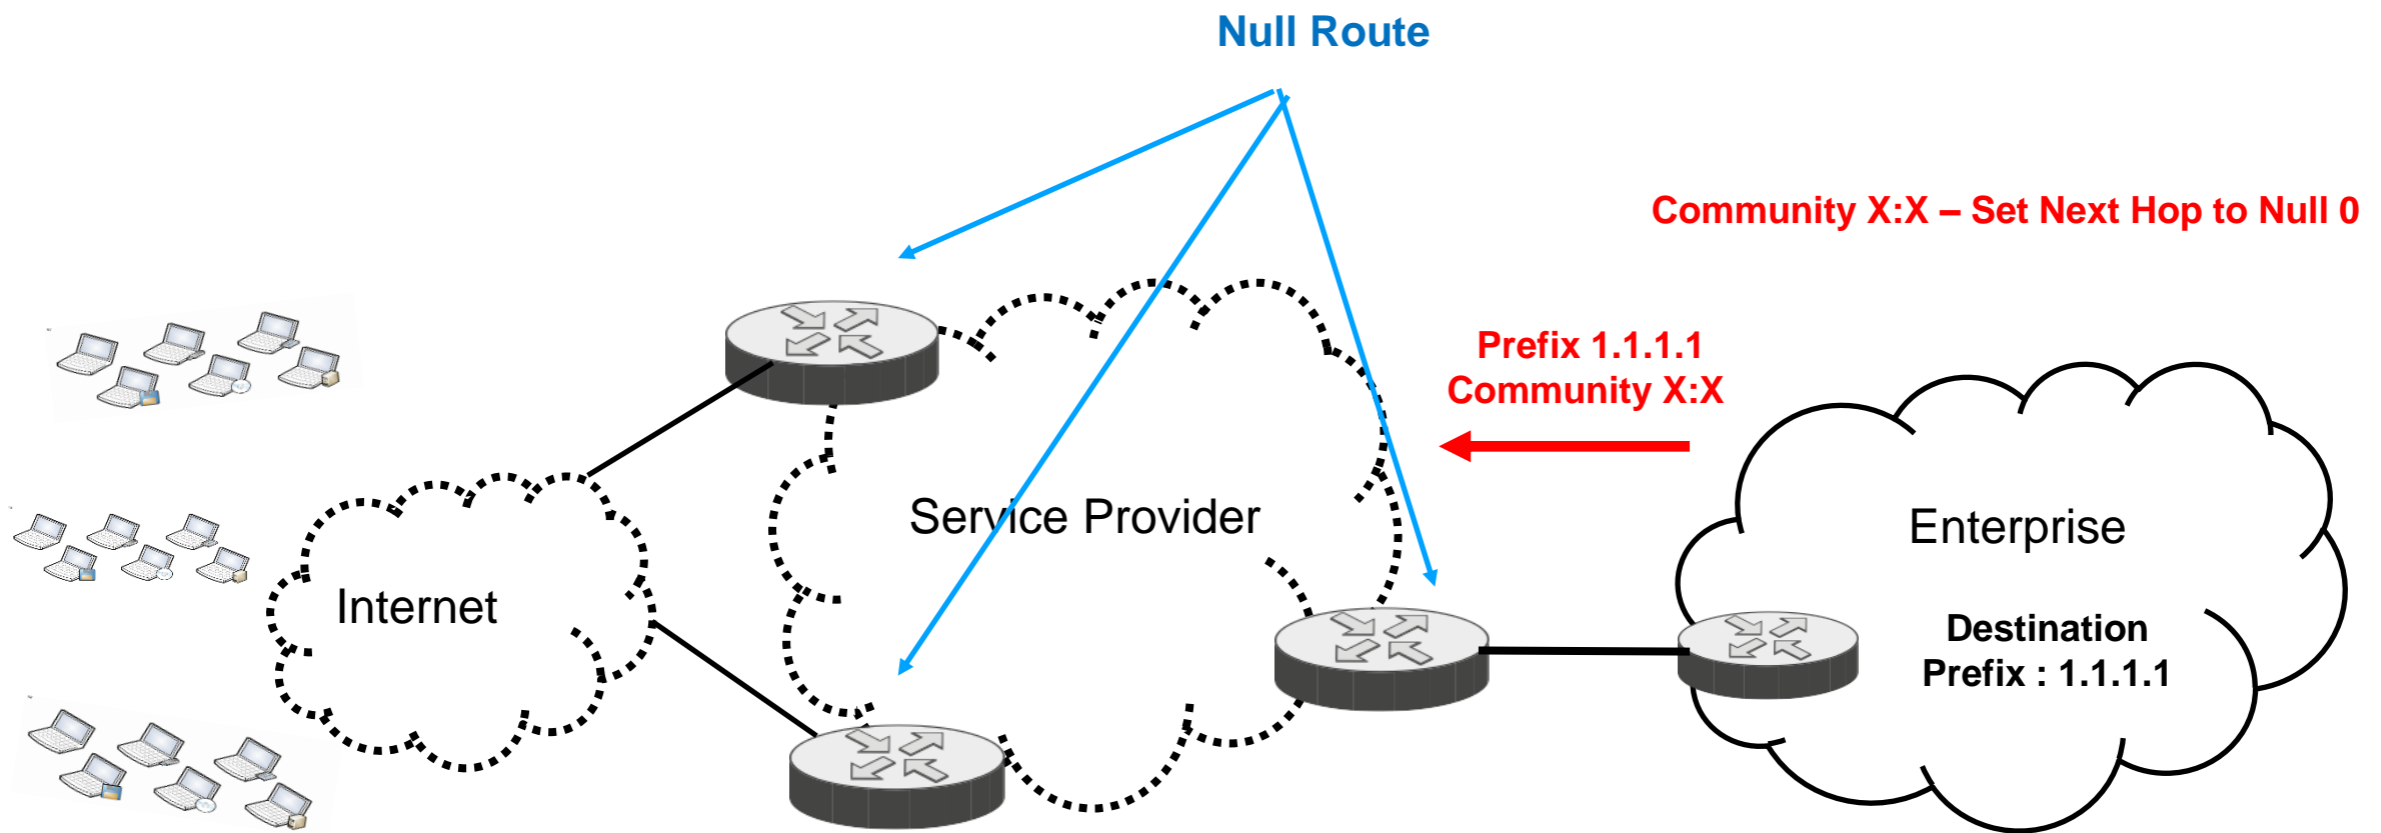 Null Route
Community X:X – Set Next Hop to Null 0
Prefix 1.1.1.1
Community X:X
Service Provider
Enterprise
Internet
Destination
Prefix : 1.1.1.1